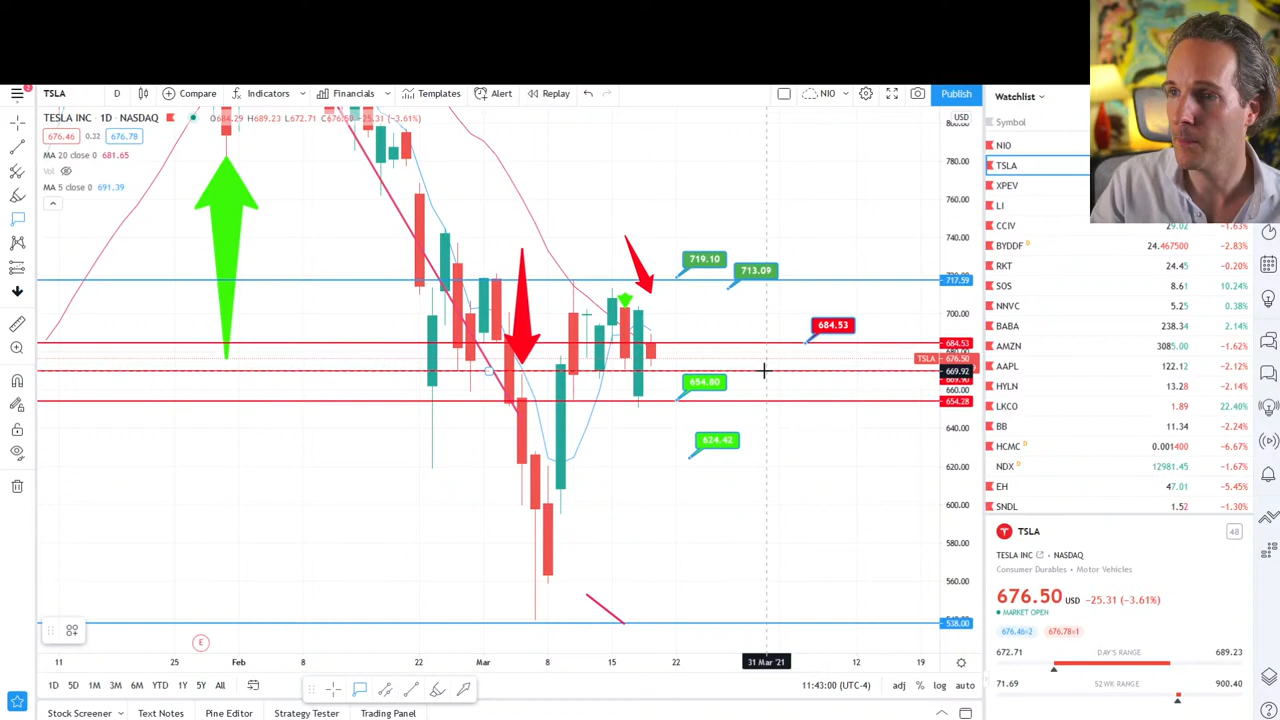 TSLA D Compare Indicators Financials Templates Alert Replay NIO Publish
TESLA INC · 1D · NASDAQ O684.29 H689.23 L672.71 C676.50 −25.31 (−3.61%)
676.46 0.32 676.78
MA 20 close 0 681.65
Vol
MA 5 close 0 691.39
USD
780.00
760.00
740.00
717.59
700.00
684.53
TSLA 676.50
669.92
660.00
654.28
640.00
620.00
600.00
580.00
560.00
538.00
719.10
713.09
684.53
654.80
624.42
E
11 25 Feb 8 22 Mar 8 15 22 31 Mar '21 12 19
1D 5D 1M 3M 6M YTD 1Y 5Y All
11:43:00 (UTC-4) adj % log auto
Stock Screener Text Notes Pine Editor Strategy Tester Trading Panel
Watchlist
Symbol
NIO
TSLA
XPEV
LI
CCIV 29.02 −1.63%
BYDDF D 24.467500 −2.83%
RKT 24.45 −0.20%
SOS 8.61 10.24%
NNVC 5.25 0.38%
BABA 238.34 2.14%
AMZN 3085.00 1.62%
AAPL 122.12 −2.08%
HYLN 13.28 −2.14%
LKCO 1.89 22.40%
BB 11.34 −2.24%
HCMC D 0.001400 −6.67%
NDX D 12981.45 −1.67%
EH 47.01 −5.45%
SNDL 1.52 −1.30%
TSLA 48
TESLA INC · NASDAQ
Consumer Durables • Motor Vehicles
676.50 USD −25.31 (−3.61%)
MARKET OPEN
676.46×2 676.78×1
672.71 DAY'S RANGE 689.23
71.69 52WK RANGE 900.40